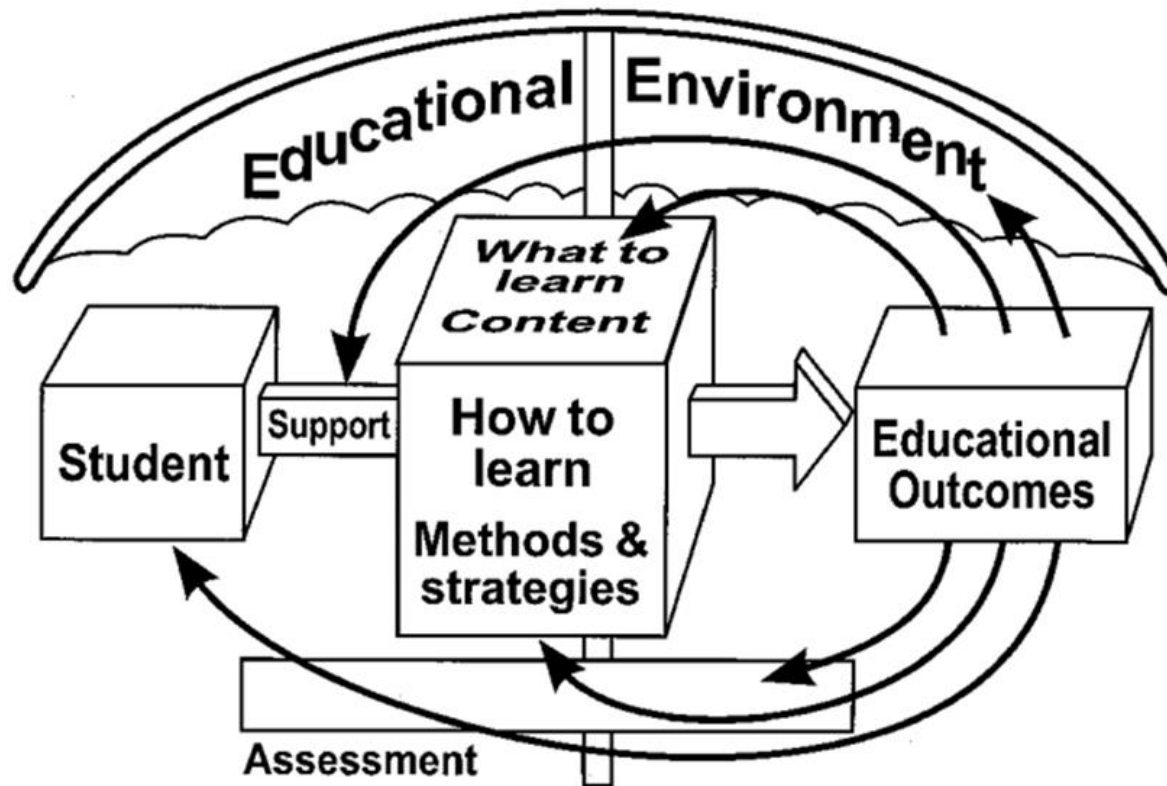 Educational Environment
What to
learn
Content
Student
Support
How to
learn
Methods &
strategies
Educational
Outcomes
Assessment